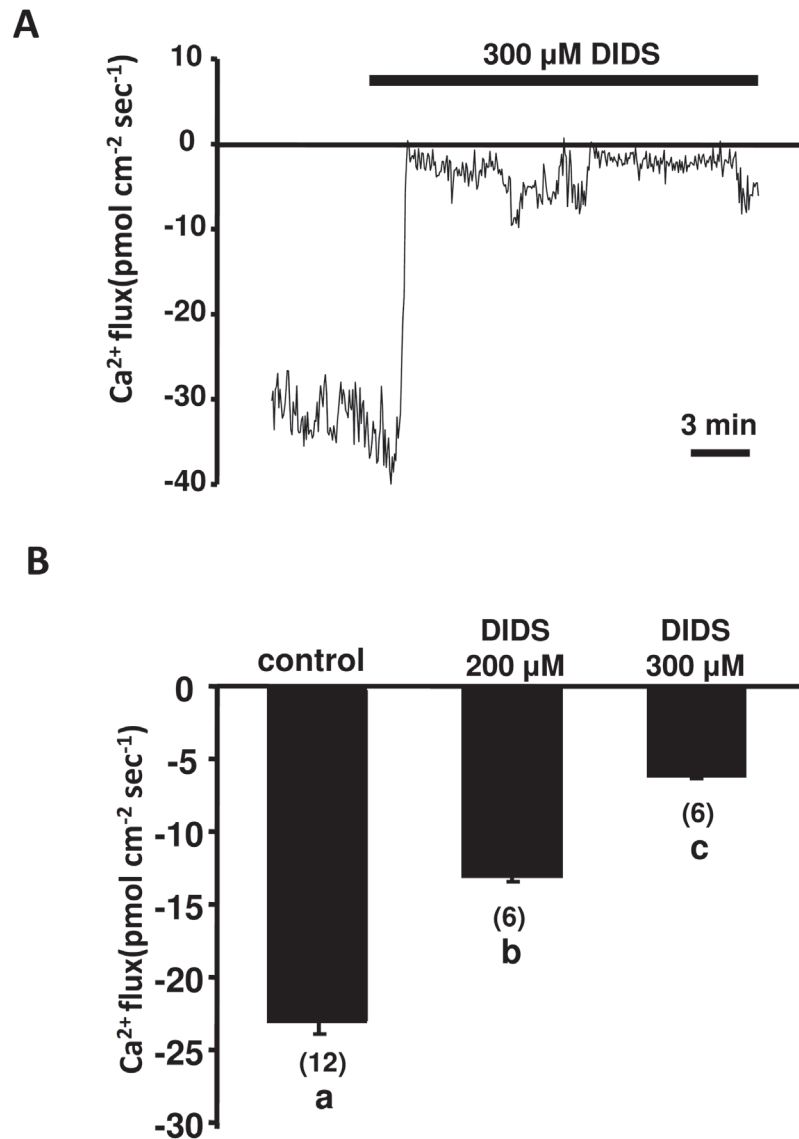 A
300 µM DIDS
Ca²⁺ flux(pmol cm⁻² sec⁻¹)
10
0
-10
-20
-30
-40
3 min
B
control
DIDS
200 µM
DIDS
300 µM
Ca²⁺ flux(pmol cm⁻² sec⁻¹)
0
-5
-10
-15
-20
-25
-30
(12)
a
(6)
b
(6)
c